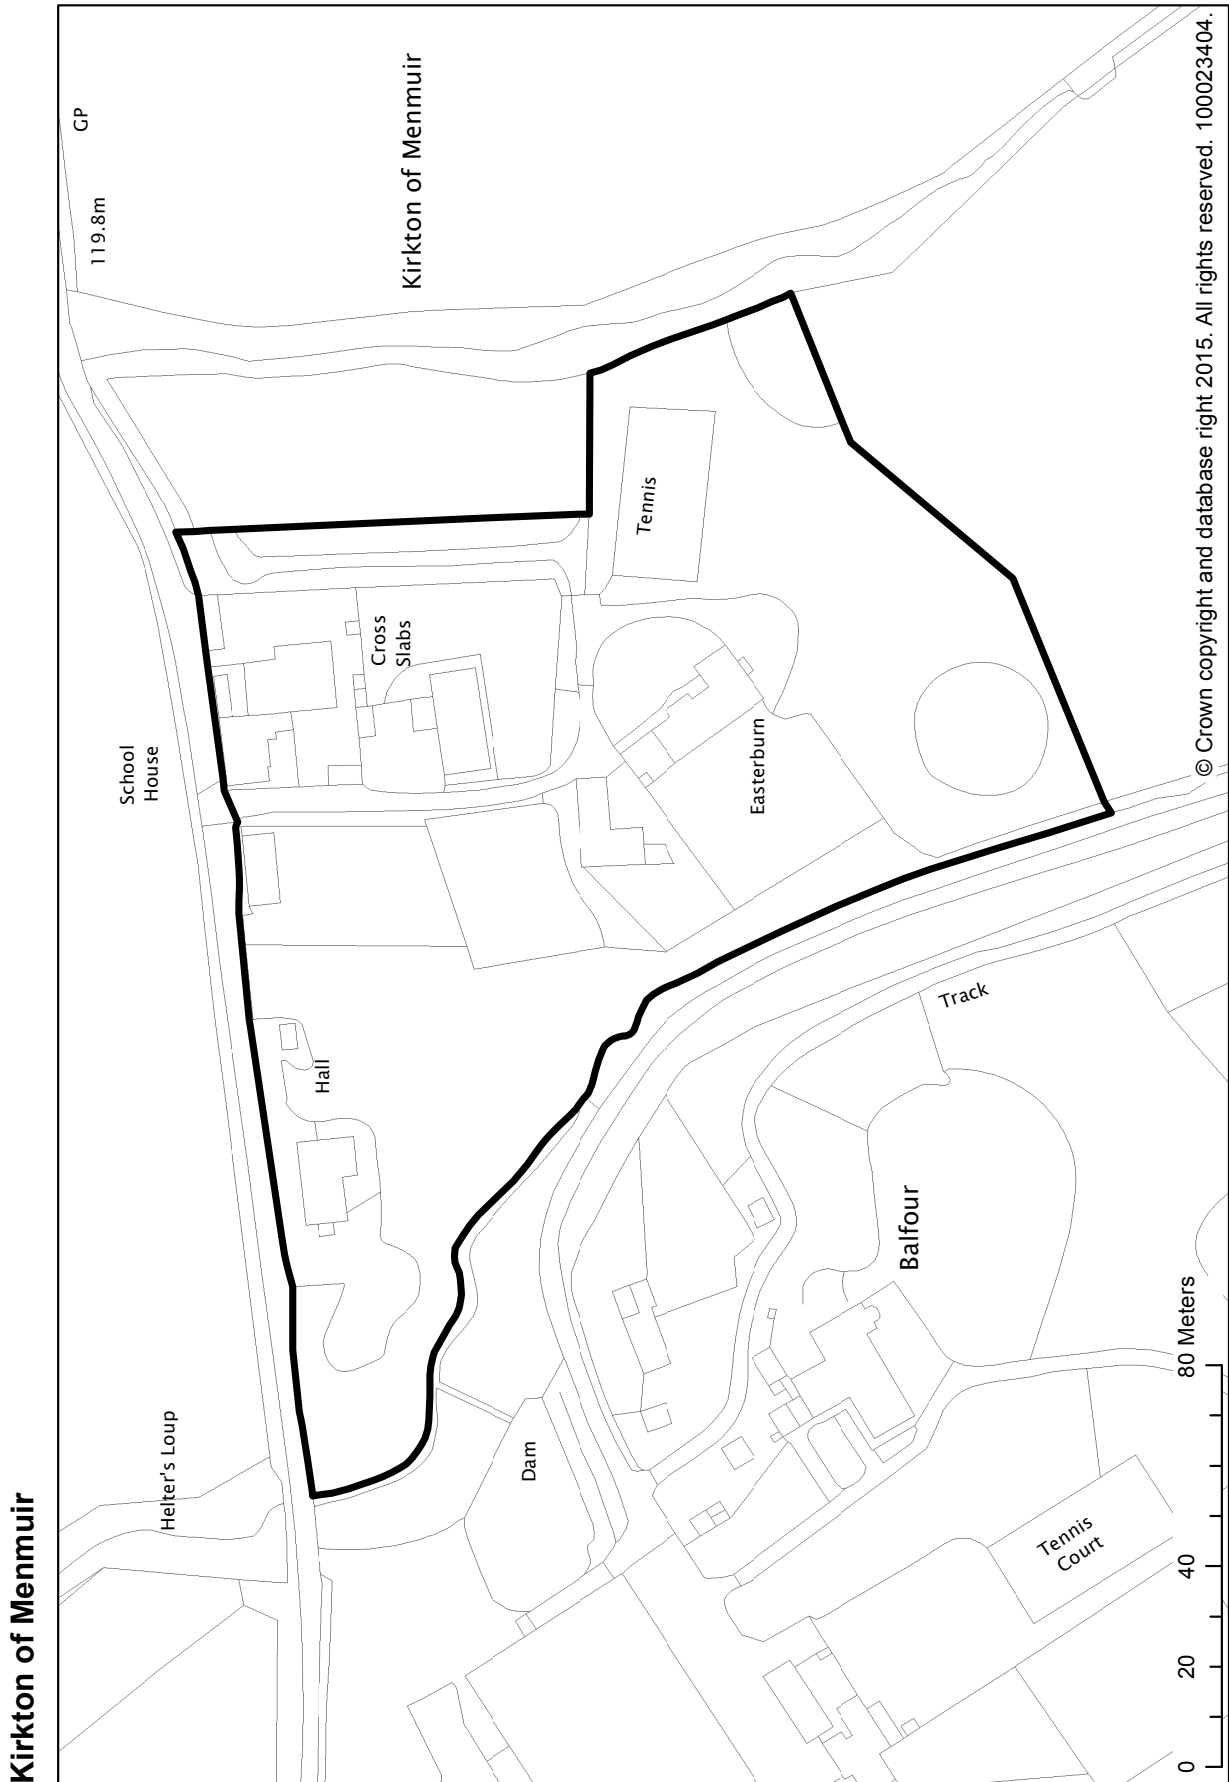 Kirkton of Menmuir
GP
119.8m
Kirkton of Menmuir
School
House
Helter's Loup
Cross
Slabs
Hall
Tennis
Easterburn
Dam
Track
Balfour
Tennis
Court
0 20 40 80 Meters
© Crown copyright and database right 2015. All rights reserved. 100023404.